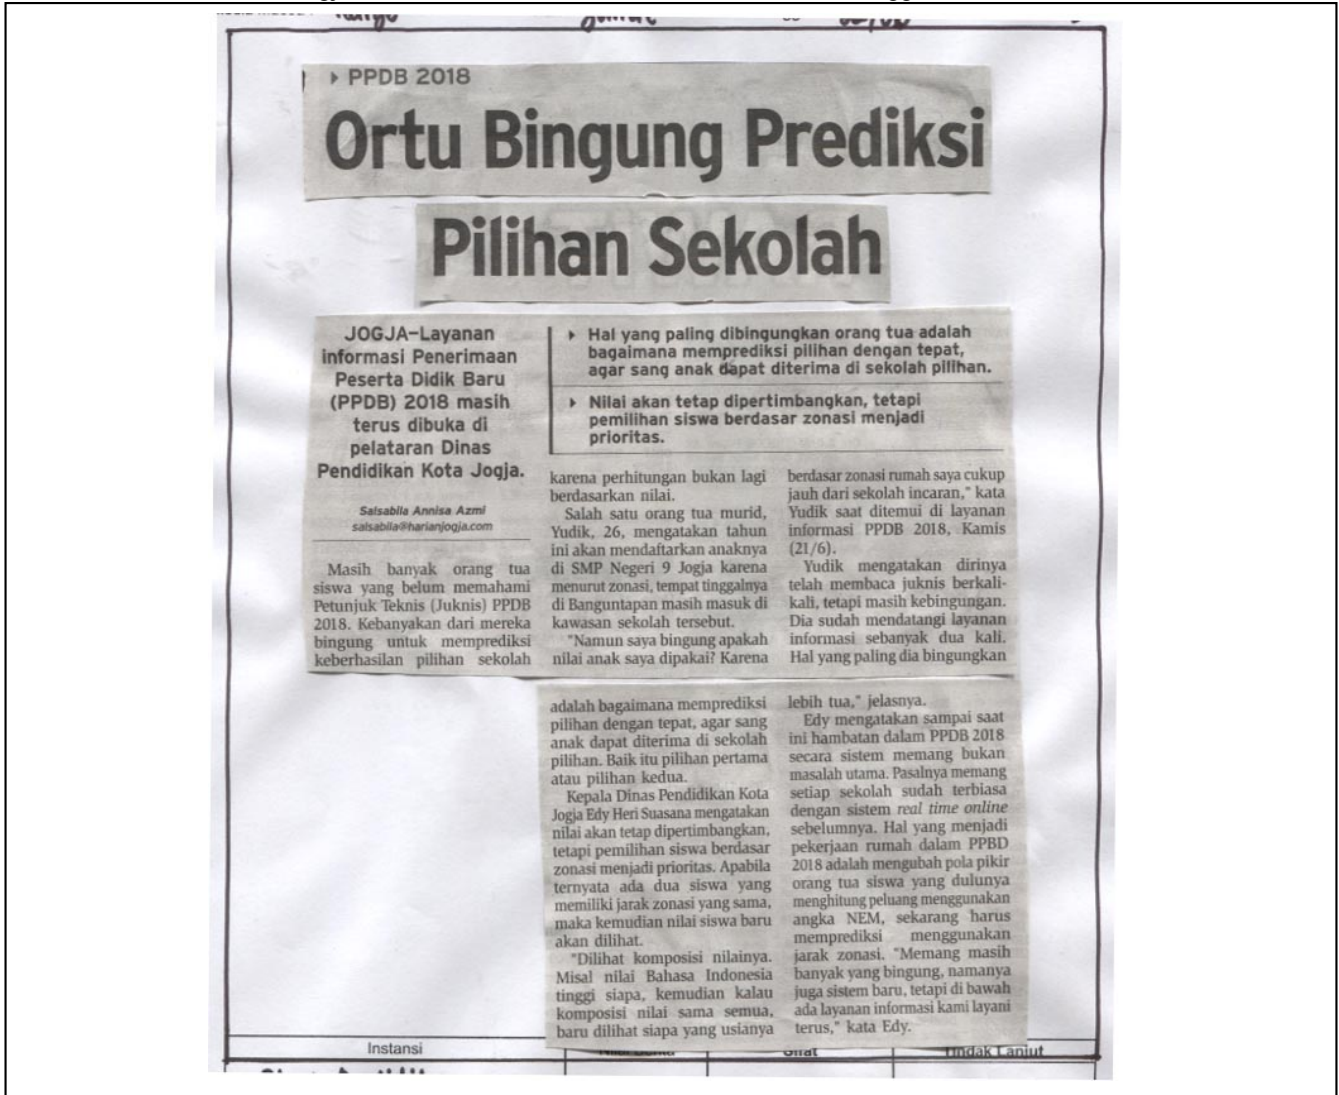 PPDB 2018
Ortu Bingung Prediksi
Pilihan Sekolah
JOGJA—Layanan
informasi Penerimaan
Peserta Didik Baru
(PPDB) 2018 masih
terus dibuka di
pelataran Dinas
Pendidikan Kota Jogja.
Salsabila Annisa Azmi
salsabila@harianjogja.com
Hal yang paling dibingungkan orang tua adalah
bagaimana memprediksi pilihan dengan tepat,
agar sang anak dapat diterima di sekolah pilihan.
Nilai akan tetap dipertimbangkan, tetapi
pemilihan siswa berdasar zonasi menjadi
prioritas.
Masih banyak orang tua
siswa yang belum memahami
Petunjuk Teknis (Juknis) PPDB
2018. Kebanyakan dari mereka
bingung untuk memprediksi
keberhasilan pilihan sekolah
karena perhitungan bukan lagi
berdasarkan nilai.
Salah satu orang tua murid,
Yudik, 26, mengatakan tahun
ini akan mendaftarkan anaknya
di SMP Negeri 9 Jogja karena
menurut zonasi, tempat tinggalnya
di Banguntapan masih masuk di
kawasan sekolah tersebut.
"Namun saya bingung apakah
nilai anak saya dipakai? Karena
berdasar zonasi rumah saya cukup
jauh dari sekolah incaran," kata
Yudik saat ditemui di layanan
informasi PPDB 2018, Kamis
(21/6).
Yudik mengatakan dirinya
telah membaca juknis berkali-
kali, tetapi masih kebingungan.
Dia sudah mendatangi layanan
informasi sebanyak dua kali.
Hal yang paling dia bingungkan
adalah bagaimana memprediksi
pilihan dengan tepat, agar sang
anak dapat diterima di sekolah
pilihan. Baik itu pilihan pertama
atau pilihan kedua.
Kepala Dinas Pendidikan Kota
Jogja Edy Heri Suasana mengatakan
nilai akan tetap dipertimbangkan,
tetapi pemilihan siswa berdasar
zonasi menjadi prioritas. Apabila
ternyata ada dua siswa yang
memiliki jarak zonasi yang sama,
maka kemudian nilai siswa baru
akan dilihat.
"Dilihat komposisi nilainya.
Misal nilai Bahasa Indonesia
tinggi siapa, kemudian kalau
komposisi nilai sama semua,
baru dilihat siapa yang usianya
lebih tua," jelasnya.
Edy mengatakan sampai saat
ini hambatan dalam PPDB 2018
secara sistem memang bukan
masalah utama. Pasalnya memang
setiap sekolah sudah terbiasa
dengan sistem real time online
sebelumnya. Hal yang menjadi
pekerjaan rumah dalam PPBD
2018 adalah mengubah pola pikir
orang tua siswa yang dulunya
menghitung peluang menggunakan
angka NEM, sekarang harus
memprediksi menggunakan
jarak zonasi. "Memang masih
banyak yang bingung, namanya
juga sistem baru, tetapi di bawah
ada layanan informasi kami layani
terus," kata Edy.
Instansi
Sifat
Tindak Lanjut